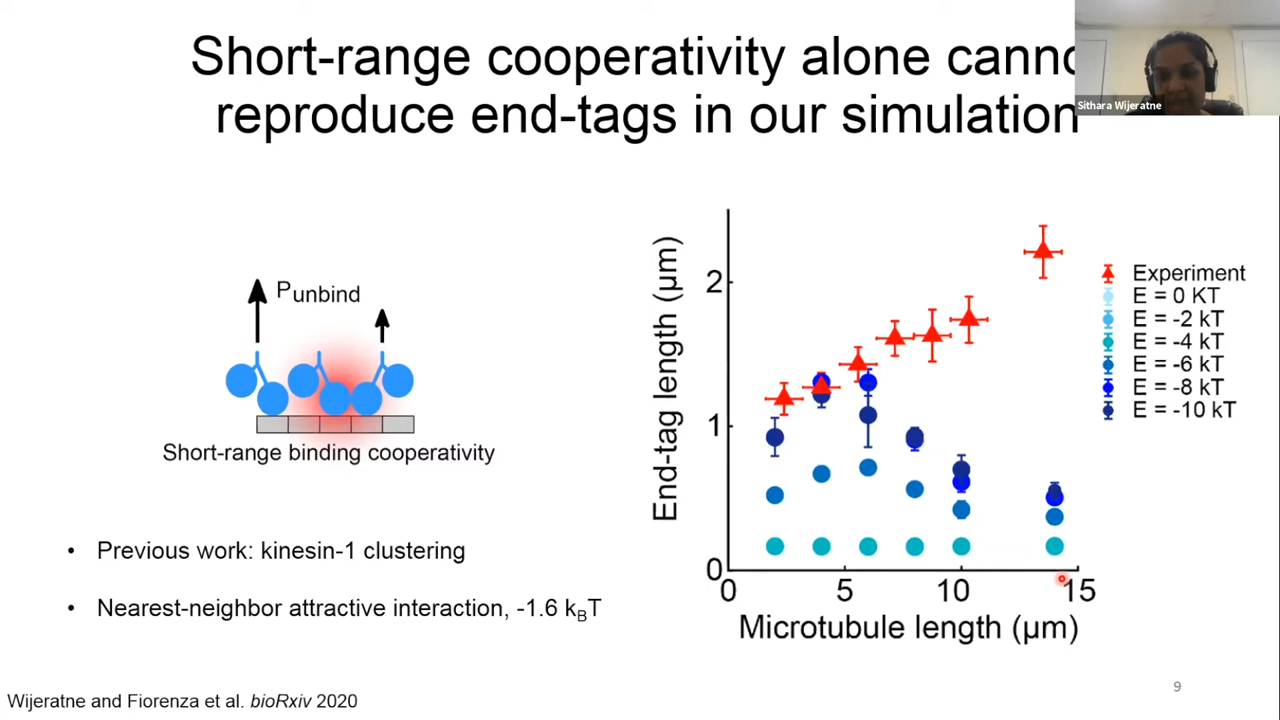 Short-range cooperativity alone canno
reproduce end-tags in our simulation
Sithara Wijeratne
Punbind
Short-range binding cooperativity
• Previous work: kinesin-1 clustering
• Nearest-neighbor attractive interaction, -1.6 kBT
End-tag length (μm)
2
1
0
0 5 10 15
Microtubule length (μm)
Experiment
E = 0 KT
E = -2 kT
E = -4 kT
E = -6 kT
E = -8 kT
E = -10 kT
Wijeratne and Fiorenza et al. bioRxiv 2020
9